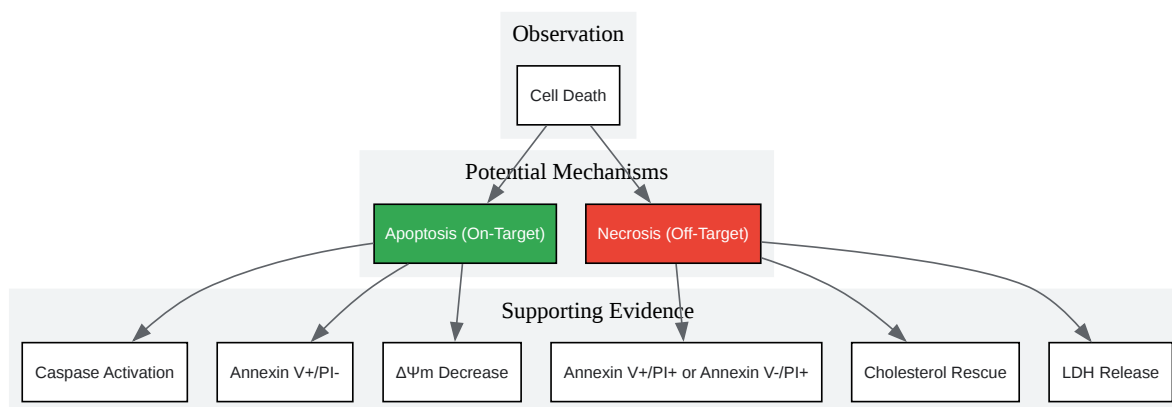 Observation
Cell Death
Potential Mechanisms
Apoptosis (On-Target)
Necrosis (Off-Target)
Supporting Evidence
Caspase Activation
Annexin V+/PI-
ΔΨm Decrease
Annexin V+/PI+ or Annexin V-/PI+
Cholesterol Rescue
LDH Release